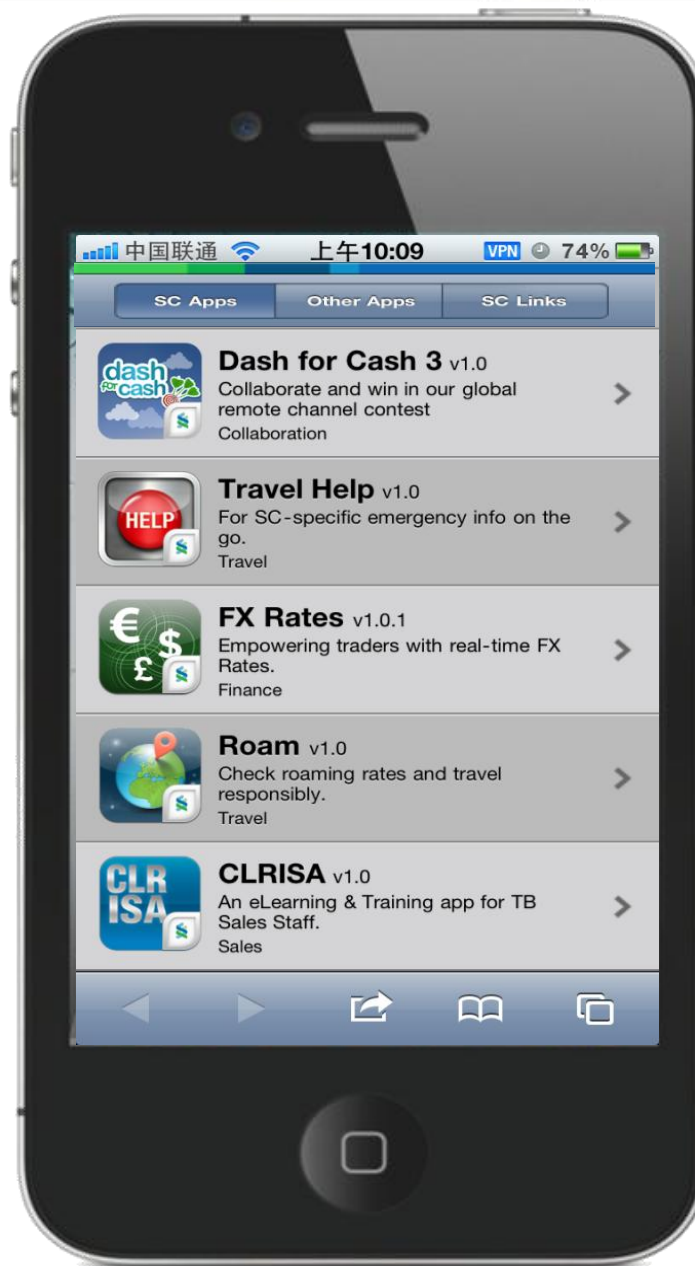 中国联通 上午10:09 VPN 74%
SC Apps Other Apps SC Links
dash
for cash
Dash for Cash 3 v1.0
Collaborate and win in our global
remote channel contest
Collaboration
HELP
Travel Help v1.0
For SC-specific emergency info on the
go.
Travel
€ $ £
FX Rates v1.0.1
Empowering traders with real-time FX
Rates.
Finance
Roam v1.0
Check roaming rates and travel
responsibly.
Travel
CLR
ISA
CLRISA v1.0
An eLearning & Training app for TB
Sales Staff.
Sales